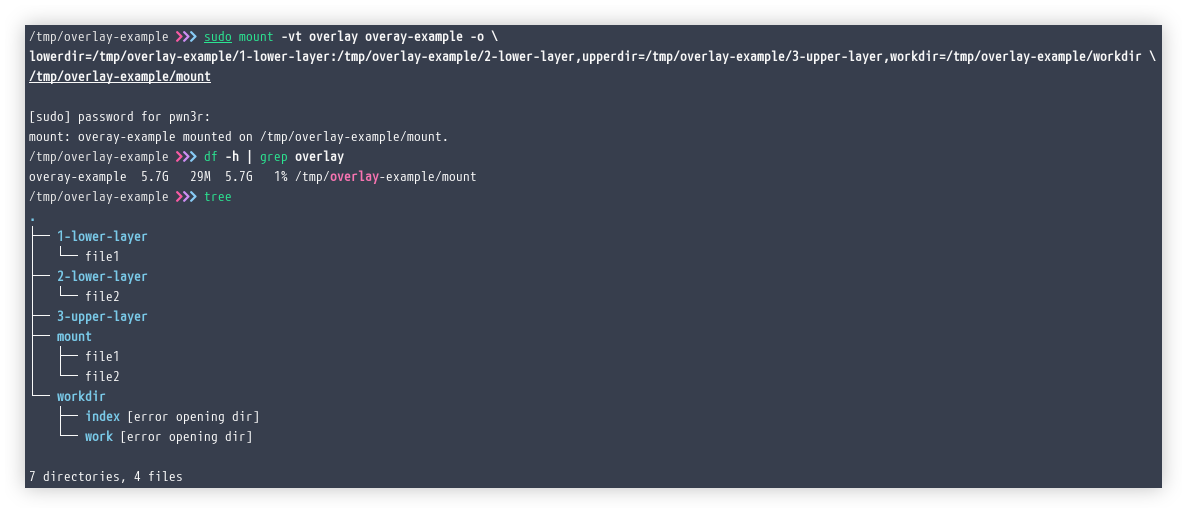 /tmp/overlay-example ❯❯❯ sudo mount -vt overlay overay-example -o \
lowerdir=/tmp/overlay-example/1-lower-layer:/tmp/overlay-example/2-lower-layer,upperdir=/tmp/overlay-example/3-upper-layer,workdir=/tmp/overlay-example/workdir \
/tmp/overlay-example/mount
[sudo] password for pwn3r:
mount: overay-example mounted on /tmp/overlay-example/mount.
/tmp/overlay-example ❯❯❯ df -h | grep overlay
overay-example  5.7G   29M  5.7G   1% /tmp/overlay-example/mount
/tmp/overlay-example ❯❯❯ tree
.
├── 1-lower-layer
│   └── file1
├── 2-lower-layer
│   └── file2
├── 3-upper-layer
├── mount
│   ├── file1
│   └── file2
└── workdir
    ├── index [error opening dir]
    └── work [error opening dir]
7 directories, 4 files